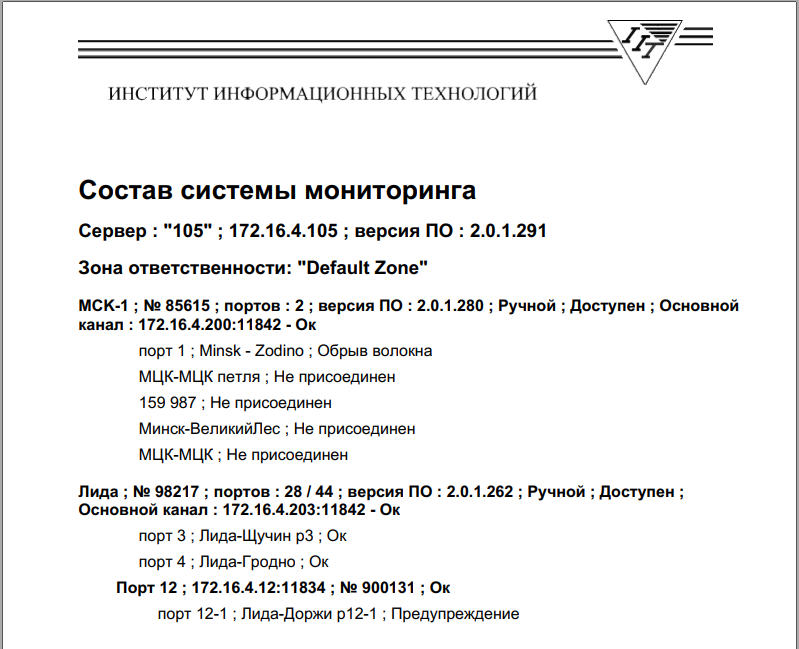 IIT
ИНСТИТУТ ИНФОРМАЦИОННЫХ ТЕХНОЛОГИЙ
Состав системы мониторинга
Сервер : "105" ; 172.16.4.105 ; версия ПО : 2.0.1.291
Зона ответственности: "Default Zone"
МСК-1 ; № 85615 ; портов : 2 ; версия ПО : 2.0.1.280 ; Ручной ; Доступен ; Основной
канал : 172.16.4.200:11842 - Ок
порт 1 ; Minsk - Zodino ; Обрыв волокна
МЦК-МЦК петля ; Не присоединен
159 987 ; Не присоединен
Минск-ВеликийЛес ; Не присоединен
МЦК-МЦК ; Не присоединен
Лида ; № 98217 ; портов : 28 / 44 ; версия ПО : 2.0.1.262 ; Ручной ; Доступен ;
Основной канал : 172.16.4.203:11842 - Ок
порт 3 ; Лида-Щучин р3 ; Ок
порт 4 ; Лида-Гродно ; Ок
Порт 12 ; 172.16.4.12:11834 ; № 900131 ; Ок
порт 12-1 ; Лида-Доржи р12-1 ; Предупреждение